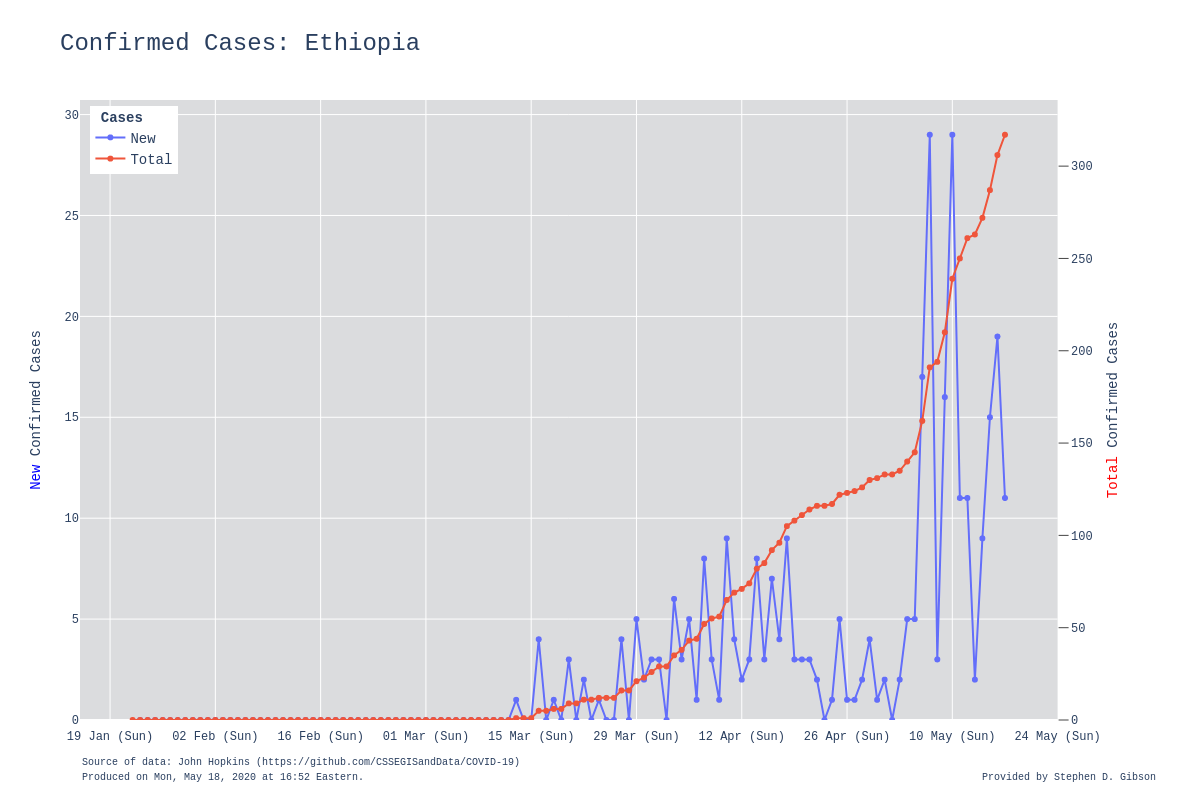 Confirmed Cases: Ethiopia
Cases
New
Total
30
25
20
15
10
5
0
300
250
200
150
100
50
0
New Confirmed Cases
Total Confirmed Cases
19 Jan (Sun) 02 Feb (Sun) 16 Feb (Sun) 01 Mar (Sun) 15 Mar (Sun) 29 Mar (Sun) 12 Apr (Sun) 26 Apr (Sun) 10 May (Sun) 24 May (Sun)
Source of data: John Hopkins (https://github.com/CSSEGISandData/COVID-19)
Produced on Mon, May 18, 2020 at 16:52 Eastern.
Provided by Stephen D. Gibson